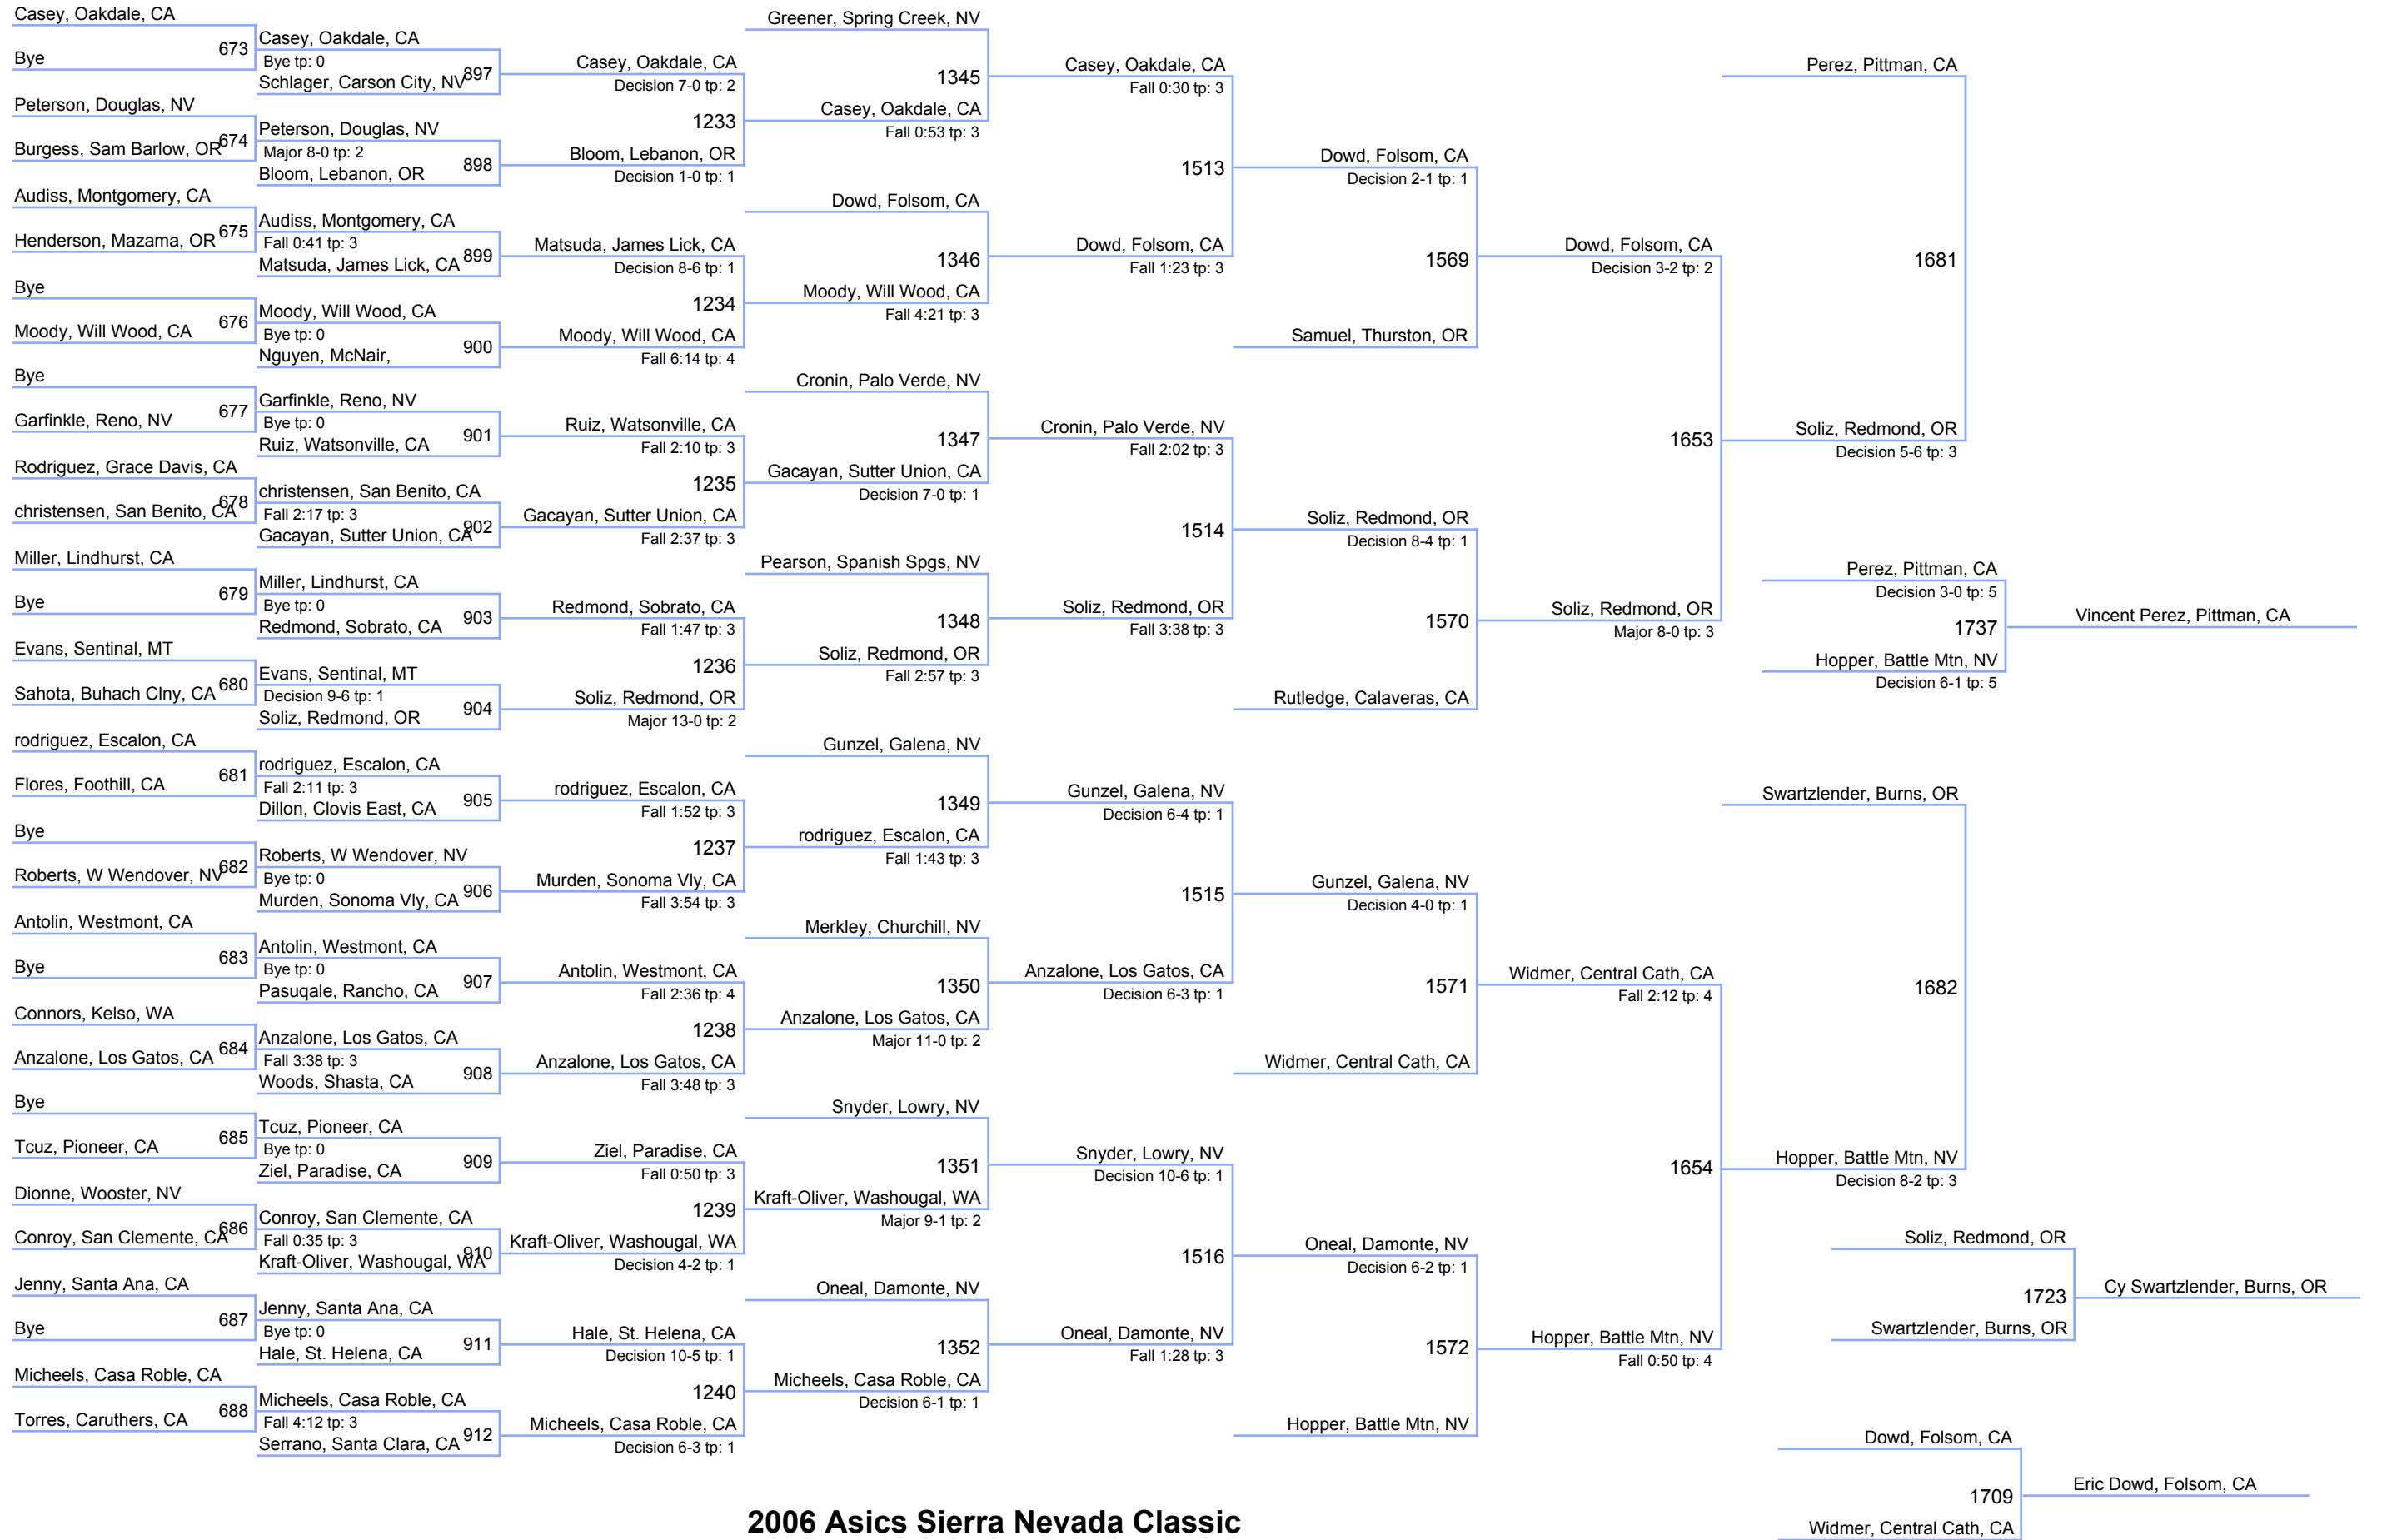 Casey, Oakdale, CA
673
Bye
Peterson, Douglas, NV
674
Burgess, Sam Barlow, OR
Audiss, Montgomery, CA
675
Henderson, Mazama, OR
Bye
676
Moody, Will Wood, CA
Bye
677
Garfinkle, Reno, NV
Rodriguez, Grace Davis, CA
678
christensen, San Benito, CA
Miller, Lindhurst, CA
679
Bye
Evans, Sentinal, MT
680
Sahota, Buhach Clny, CA
rodriguez, Escalon, CA
681
Flores, Foothill, CA
Bye
682
Roberts, W Wendover, NV
Antolin, Westmont, CA
683
Bye
Connors, Kelso, WA
684
Anzalone, Los Gatos, CA
Bye
685
Tcuz, Pioneer, CA
Dionne, Wooster, NV
686
Conroy, San Clemente, CA
Jenny, Santa Ana, CA
687
Bye
Micheels, Casa Roble, CA
688
Torres, Caruthers, CA
Casey, Oakdale, CA
Bye tp: 0
897
Schlager, Carson City, NV
Peterson, Douglas, NV
Major 8-0 tp: 2
898
Bloom, Lebanon, OR
Audiss, Montgomery, CA
Fall 0:41 tp: 3
899
Matsuda, James Lick, CA
Moody, Will Wood, CA
Bye tp: 0
900
Nguyen, McNair,
Garfinkle, Reno, NV
Bye tp: 0
901
Ruiz, Watsonville, CA
christensen, San Benito, CA
Fall 2:17 tp: 3
902
Gacayan, Sutter Union, CA
Miller, Lindhurst, CA
Bye tp: 0
903
Redmond, Sobrato, CA
Evans, Sentinal, MT
Decision 9-6 tp: 1
904
Soliz, Redmond, OR
rodriguez, Escalon, CA
Fall 2:11 tp: 3
905
Dillon, Clovis East, CA
Roberts, W Wendover, NV
Bye tp: 0
906
Murden, Sonoma Vly, CA
Antolin, Westmont, CA
Bye tp: 0
907
Pasuqale, Rancho, CA
Anzalone, Los Gatos, CA
Fall 3:38 tp: 3
908
Woods, Shasta, CA
Tcuz, Pioneer, CA
Bye tp: 0
909
Ziel, Paradise, CA
Conroy, San Clemente, CA
Fall 0:35 tp: 3
910
Kraft-Oliver, Washougal, WA
Jenny, Santa Ana, CA
Bye tp: 0
911
Hale, St. Helena, CA
Micheels, Casa Roble, CA
Fall 4:12 tp: 3
912
Serrano, Santa Clara, CA
Casey, Oakdale, CA
Decision 7-0 tp: 2
1233
Bloom, Lebanon, OR
Decision 1-0 tp: 1
Matsuda, James Lick, CA
Decision 8-6 tp: 1
1234
Moody, Will Wood, CA
Fall 6:14 tp: 4
Ruiz, Watsonville, CA
Fall 2:10 tp: 3
1235
Gacayan, Sutter Union, CA
Fall 2:37 tp: 3
Redmond, Sobrato, CA
Fall 1:47 tp: 3
1236
Soliz, Redmond, OR
Major 13-0 tp: 2
rodriguez, Escalon, CA
Fall 1:52 tp: 3
1237
Murden, Sonoma Vly, CA
Fall 3:54 tp: 3
Antolin, Westmont, CA
Fall 2:36 tp: 4
1238
Anzalone, Los Gatos, CA
Fall 3:48 tp: 3
Ziel, Paradise, CA
Fall 0:50 tp: 3
1239
Kraft-Oliver, Washougal, WA
Decision 4-2 tp: 1
Hale, St. Helena, CA
Decision 10-5 tp: 1
1240
Micheels, Casa Roble, CA
Decision 6-3 tp: 1
Greener, Spring Creek, NV
1345
Casey, Oakdale, CA
Fall 0:53 tp: 3
Dowd, Folsom, CA
1346
Moody, Will Wood, CA
Fall 4:21 tp: 3
Cronin, Palo Verde, NV
1347
Gacayan, Sutter Union, CA
Decision 7-0 tp: 1
Pearson, Spanish Spgs, NV
1348
Soliz, Redmond, OR
Fall 2:57 tp: 3
Gunzel, Galena, NV
1349
rodriguez, Escalon, CA
Fall 1:43 tp: 3
Merkley, Churchill, NV
1350
Anzalone, Los Gatos, CA
Major 11-0 tp: 2
Snyder, Lowry, NV
1351
Kraft-Oliver, Washougal, WA
Major 9-1 tp: 2
Oneal, Damonte, NV
1352
Micheels, Casa Roble, CA
Decision 6-1 tp: 1
Casey, Oakdale, CA
Fall 0:30 tp: 3
1513
Dowd, Folsom, CA
Fall 1:23 tp: 3
Cronin, Palo Verde, NV
Fall 2:02 tp: 3
1514
Soliz, Redmond, OR
Fall 3:38 tp: 3
Gunzel, Galena, NV
Decision 6-4 tp: 1
1515
Anzalone, Los Gatos, CA
Decision 6-3 tp: 1
Snyder, Lowry, NV
Decision 10-6 tp: 1
1516
Oneal, Damonte, NV
Fall 1:28 tp: 3
Dowd, Folsom, CA
Decision 2-1 tp: 1
1569
Samuel, Thurston, OR
Soliz, Redmond, OR
Decision 8-4 tp: 1
1570
Rutledge, Calaveras, CA
Gunzel, Galena, NV
Decision 4-0 tp: 1
1571
Widmer, Central Cath, CA
Oneal, Damonte, NV
Decision 6-2 tp: 1
1572
Hopper, Battle Mtn, NV
Dowd, Folsom, CA
Decision 3-2 tp: 2
1653
Soliz, Redmond, OR
Major 8-0 tp: 3
Widmer, Central Cath, CA
Fall 2:12 tp: 4
1654
Hopper, Battle Mtn, NV
Fall 0:50 tp: 4
Perez, Pittman, CA
1681
Soliz, Redmond, OR
Decision 5-6 tp: 3
Swartzlender, Burns, OR
1682
Hopper, Battle Mtn, NV
Decision 8-2 tp: 3
Perez, Pittman, CA
Decision 3-0 tp: 5
1737
Hopper, Battle Mtn, NV
Decision 6-1 tp: 5
Vincent Perez, Pittman, CA
Soliz, Redmond, OR
1723
Swartzlender, Burns, OR
Cy Swartzlender, Burns, OR
Dowd, Folsom, CA
1709
Widmer, Central Cath, CA
Eric Dowd, Folsom, CA
2006 Asics Sierra Nevada Classic